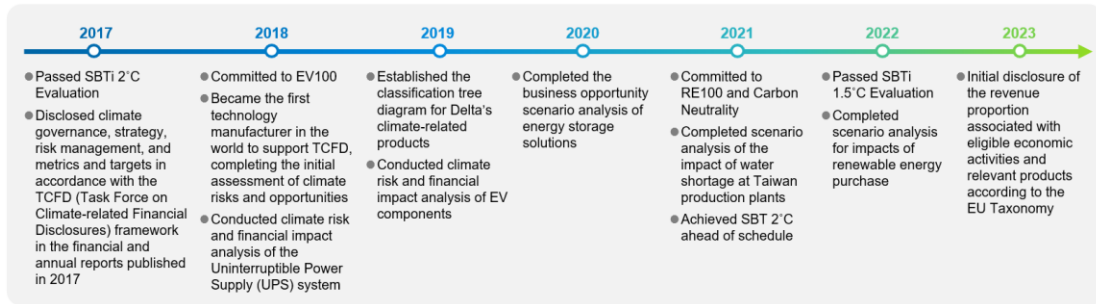 2017
● Passed SBTi 2˚C
Evaluation
● Disclosed climate
governance, strategy,
risk management, and
metrics and targets in
accordance with the
TCFD (Task Force on
Climate-related Financial
Disclosures) framework
in the financial and
annual reports published
in 2017
2018
● Committed to EV100
● Became the first
technology
manufacturer in the
world to support TCFD,
completing the initial
assessment of climate
risks and opportunities
● Conducted climate risk
and financial impact
analysis of the
Uninterruptible Power
Supply (UPS) system
2019
● Established the
classification tree
diagram for Delta's
climate-related
products
● Conducted climate
risk and financial
impact analysis of EV
components
2020
● Completed the
business opportunity
scenario analysis of
energy storage
solutions
2021
● Committed to
RE100 and Carbon
Neutrality
● Completed scenario
analysis of the
impact of water
shortage at Taiwan
production plants
● Achieved SBT 2˚C
ahead of schedule
2022
● Passed SBTi
1.5˚C Evaluation
● Completed
scenario analysis
for impacts of
renewable energy
purchase
2023
● Initial disclosure of
the revenue
proportion
associated with
eligible economic
activities and
relevant products
according to the
EU Taxonomy